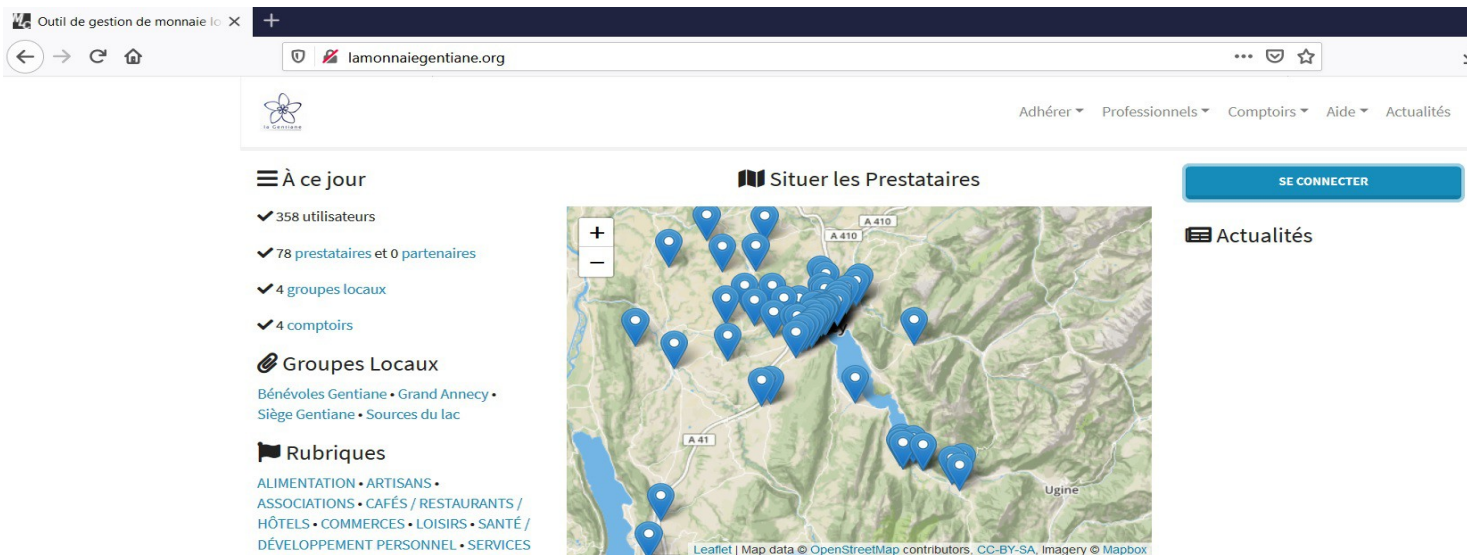 Outil de gestion de monnaie lo
lamonnaiegentiane.org
la Gentiane
Adhérer Professionnels Comptoirs Aide Actualités
À ce jour
358 utilisateurs
78 prestataires et 0 partenaires
4 groupes locaux
4 comptoirs
Groupes Locaux
Bénévoles Gentiane • Grand Annecy •
Siège Gentiane • Sources du lac
Rubriques
ALIMENTATION • ARTISANS •
ASSOCIATIONS • CAFÉS / RESTAURANTS /
HÔTELS • COMMERCES • LOISIRS • SANTÉ /
DÉVELOPPEMENT PERSONNEL • SERVICES
Situer les Prestataires
+
−
A 410
A 410
A 41
Ugine
Leaflet | Map data © OpenStreetMap contributors, CC-BY-SA, Imagery © Mapbox
SE CONNECTER
Actualités